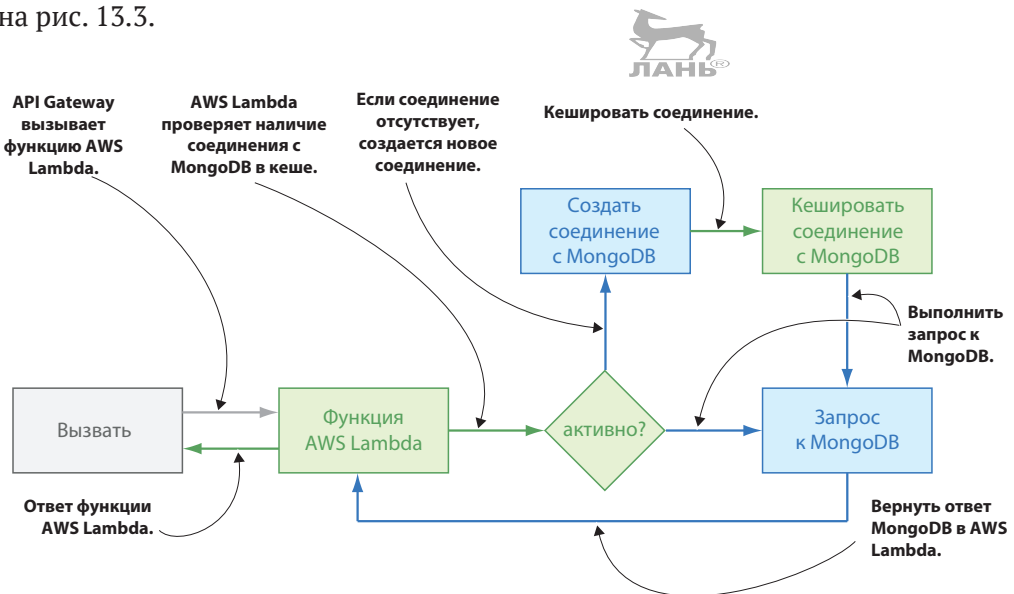 на рис. 13.3.
ЛАНЬ®
API Gateway
вызывает
функцию AWS
Lambda.
AWS Lambda
проверяет наличие
соединения с
MongoDB в кеше.
Если соединение
отсутствует,
создается новое
соединение.
Кешировать соединение.
Создать
соединение
с MongoDB
Кешировать
соединение
с MongoDB
Выполнить
запрос к
MongoDB.
Вызвать
Функция
AWS Lambda
активно?
Запрос
к MongoDB
Ответ функции
AWS Lambda.
Вернуть ответ
MongoDB в AWS
Lambda.